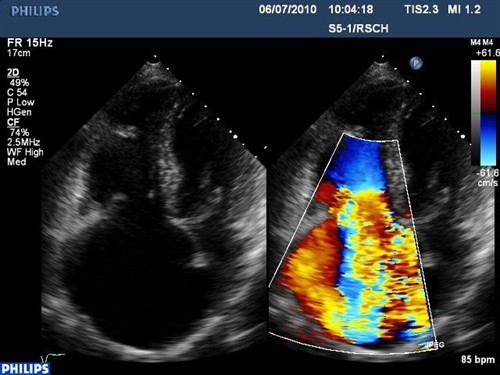 PHILIPS
06/07/2010 10:04:18 TIS2.3 MI 1.2
S5-1/RSCH
FR 15Hz
17cm
2D
49%
C 54
P Low
HGen
CF
74%
2.5MHz
WF High
Med
P
M4 M4
+61.6
-61.6
cm/s
JPEG
85 bpm
PHILIPS